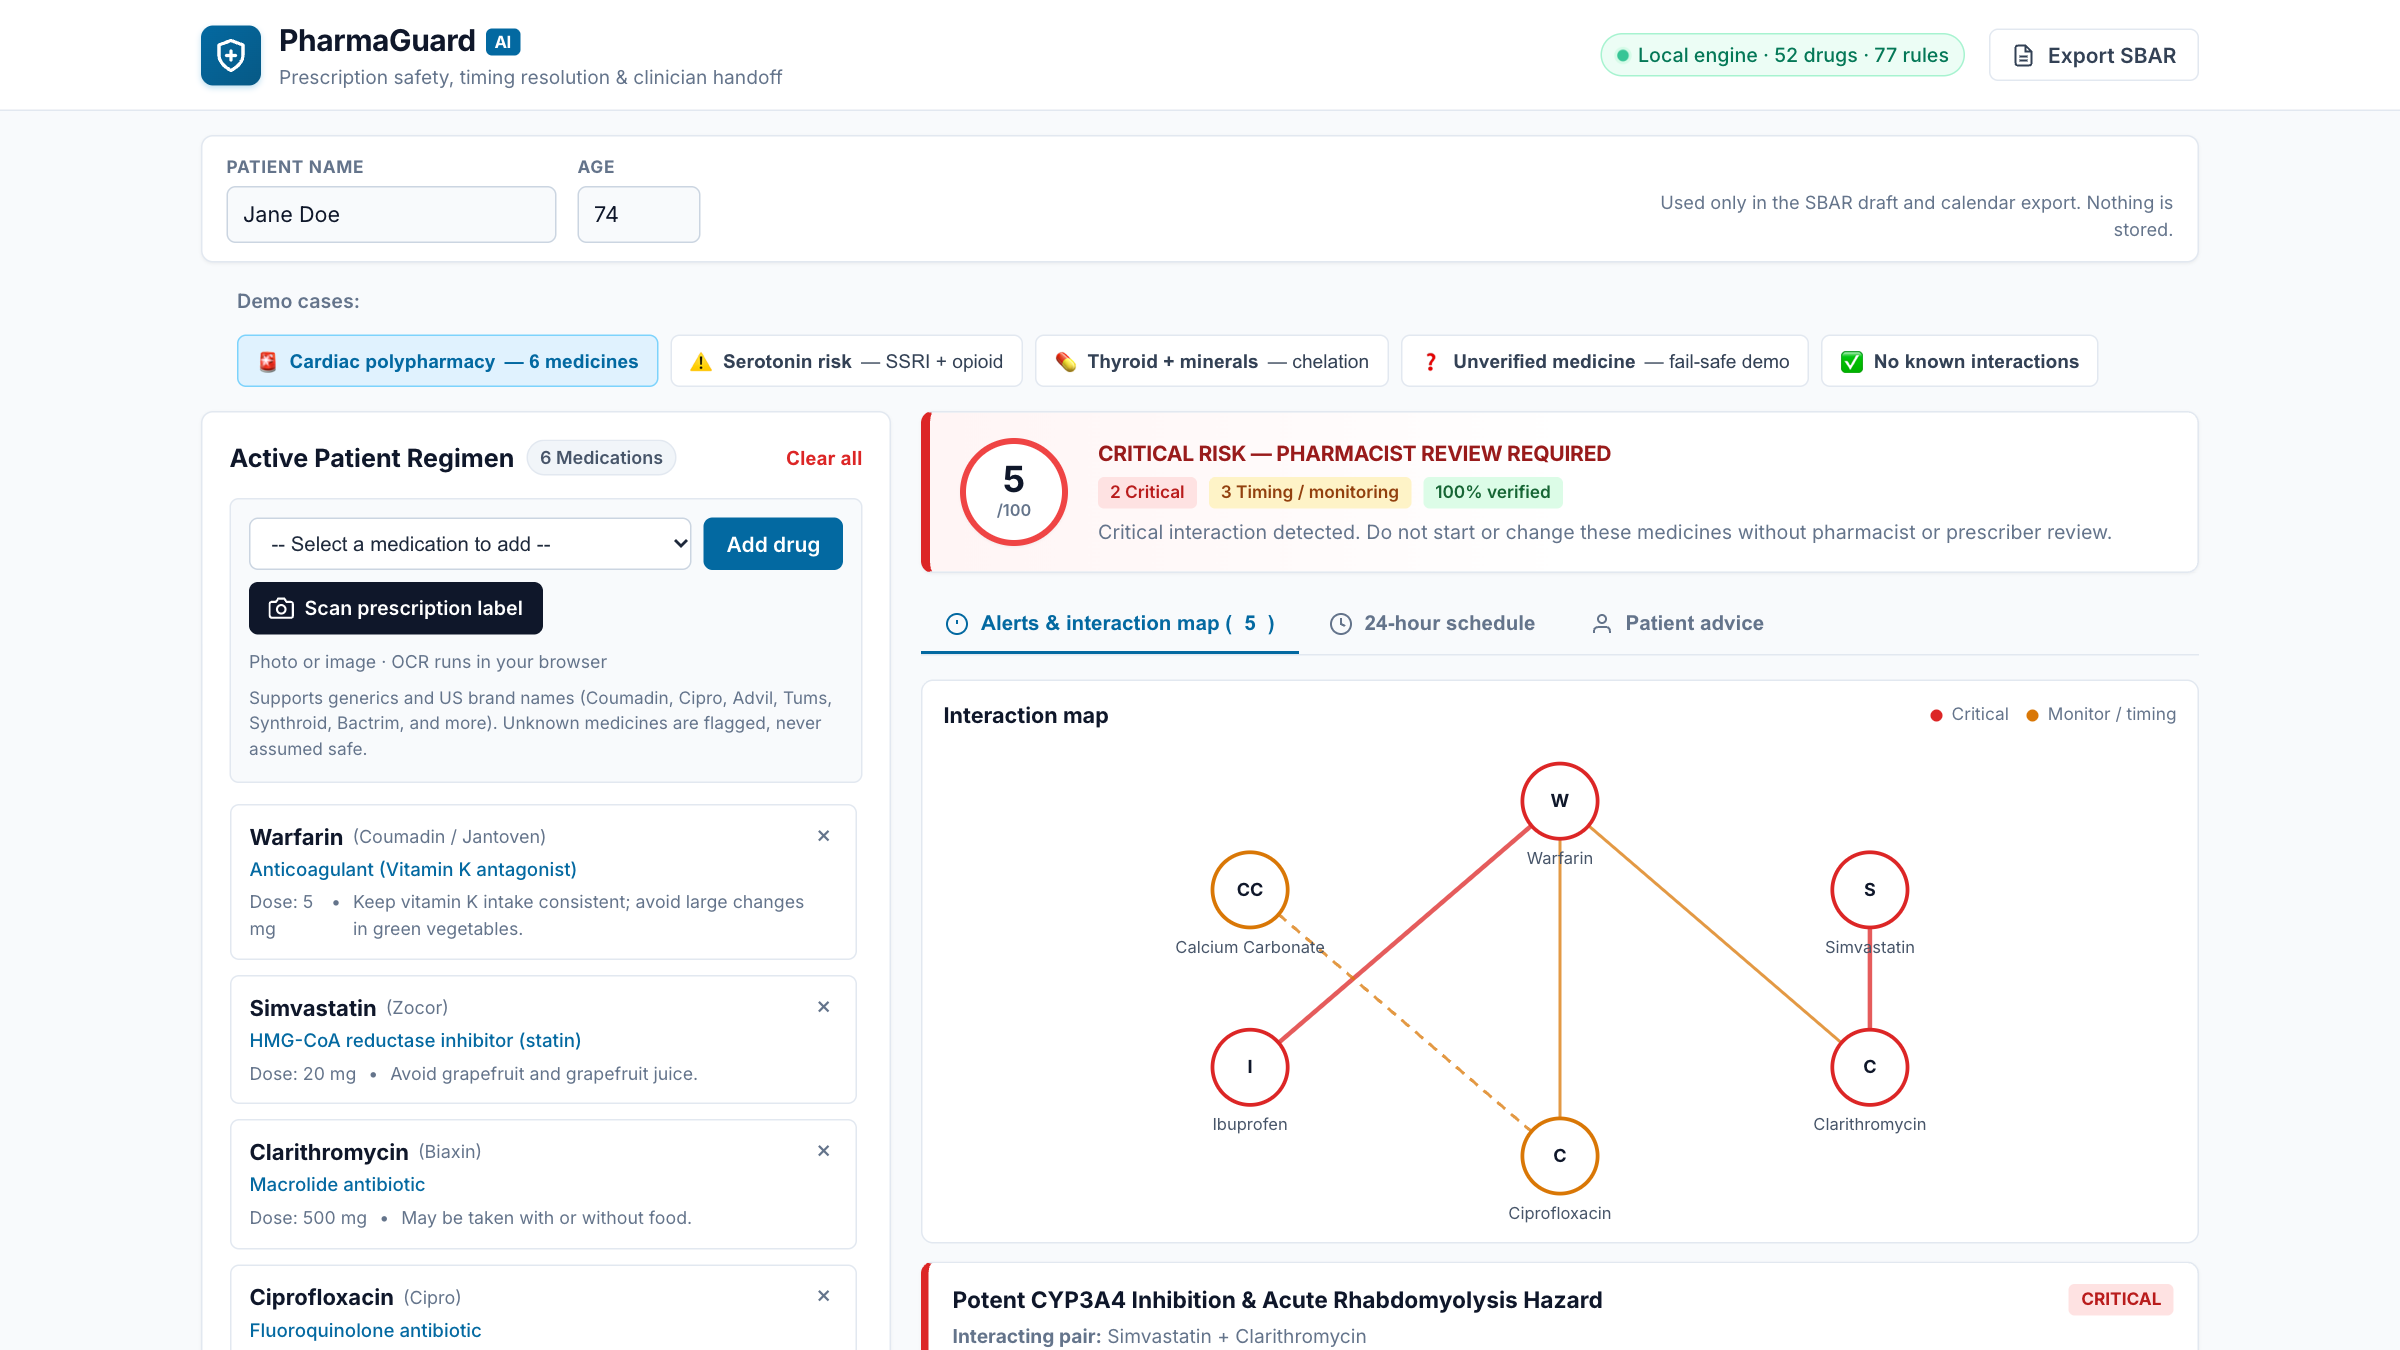 PharmaGuard AI
Prescription safety, timing resolution & clinician handoff
Local engine · 52 drugs · 77 rules
Export SBAR
PATIENT NAME
AGE
Jane Doe
74
Used only in the SBAR draft and calendar export. Nothing is
stored.
Demo cases:
Cardiac polypharmacy — 6 medicines
Serotonin risk — SSRI + opioid
Thyroid + minerals — chelation
Unverified medicine — fail-safe demo
No known interactions
Active Patient Regimen
6 Medications
Clear all
-- Select a medication to add --
Add drug
Scan prescription label
Photo or image · OCR runs in your browser
Supports generics and US brand names (Coumadin, Cipro, Advil, Tums,
Synthroid, Bactrim, and more). Unknown medicines are flagged, never
assumed safe.
Warfarin (Coumadin / Jantoven)
Anticoagulant (Vitamin K antagonist)
Dose: 5 mg • Keep vitamin K intake consistent; avoid large changes
in green vegetables.
Simvastatin (Zocor)
HMG-CoA reductase inhibitor (statin)
Dose: 20 mg • Avoid grapefruit and grapefruit juice.
Clarithromycin (Biaxin)
Macrolide antibiotic
Dose: 500 mg • May be taken with or without food.
Ciprofloxacin (Cipro)
Fluoroquinolone antibiotic
5
/100
CRITICAL RISK — PHARMACIST REVIEW REQUIRED
2 Critical
3 Timing / monitoring
100% verified
Critical interaction detected. Do not start or change these medicines without pharmacist or prescriber review.
Alerts & interaction map ( 5 )
24-hour schedule
Patient advice
Interaction map
Critical
Monitor / timing
W
Warfarin
CC
Calcium Carbonate
S
Simvastatin
I
Ibuprofen
C
Clarithromycin
C
Ciprofloxacin
Potent CYP3A4 Inhibition & Acute Rhabdomyolysis Hazard
CRITICAL
Interacting pair: Simvastatin + Clarithromycin